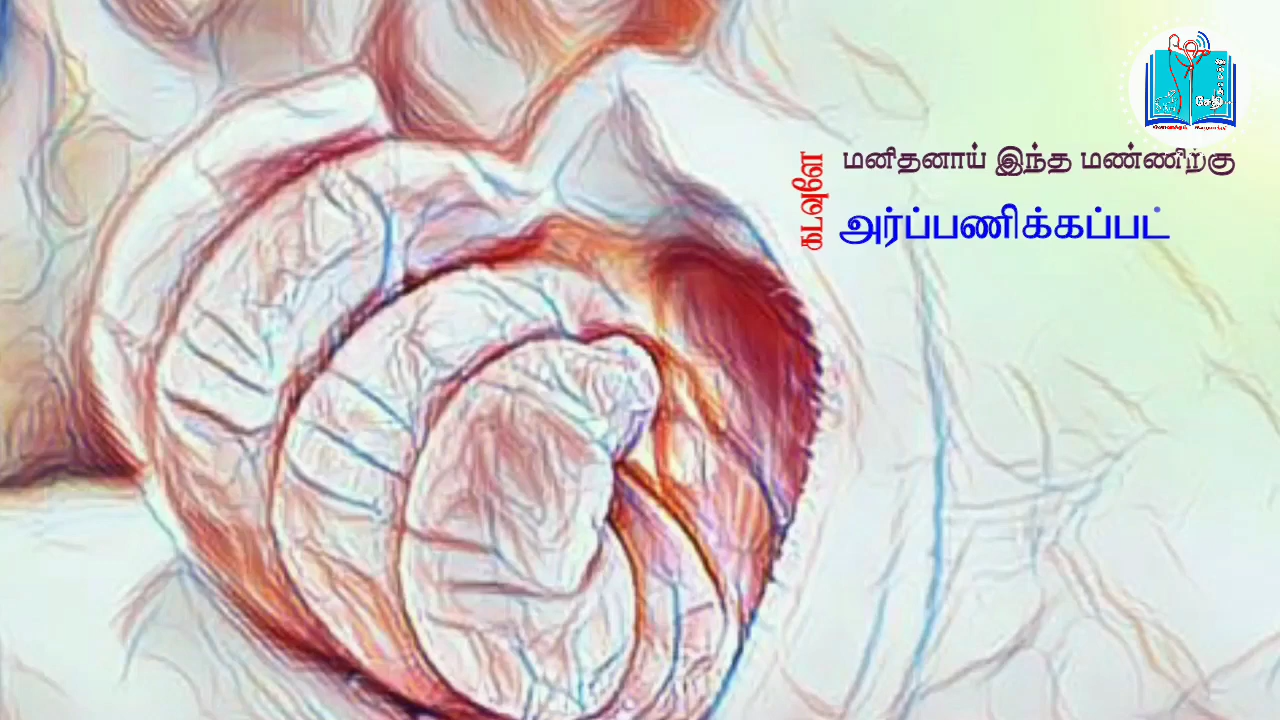 கடவுளே
மனிதனாய் இந்த மண்ணிற்கு
அர்ப்பணிக்கப்பட்